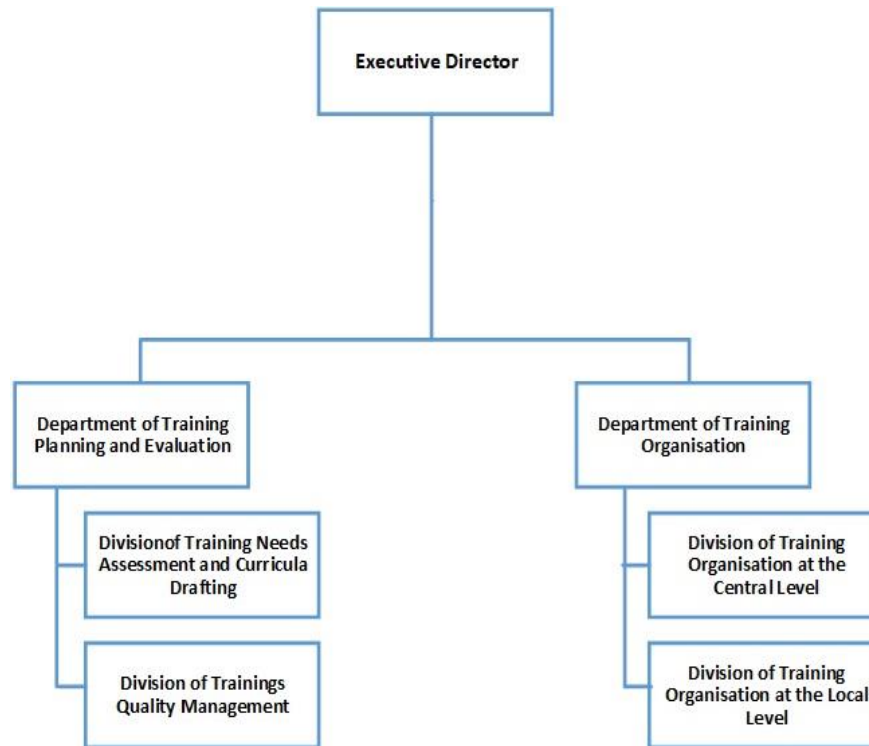 Executive Director
Department of Training
Planning and Evaluation
Department of Training
Organisation
Divisionof Training Needs
Assessment and Curricula
Drafting
Division of Training
Organisation at the
Central Level
Division of Trainings
Quality Management
Division of Training
Organisation at the Local
Level